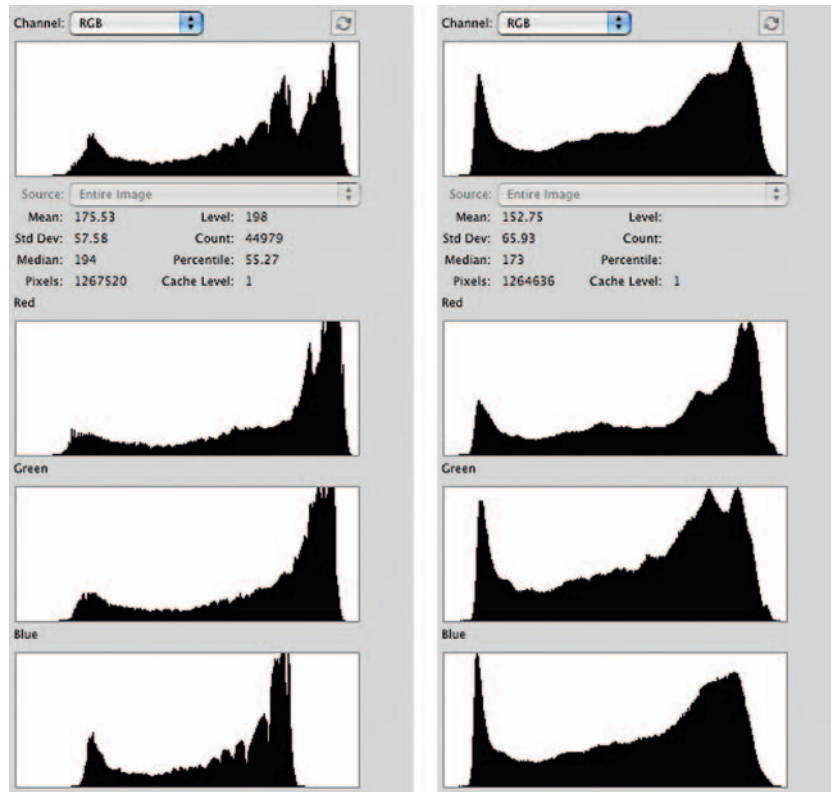 Channel: RGB
Source: Entire Image
Mean: 175.53 Level: 198
Std Dev: 57.58 Count: 44979
Median: 194 Percentile: 55.27
Pixels: 1267520 Cache Level: 1
Red
Green
Blue
Channel: RGB
Source: Entire Image
Mean: 152.75 Level:
Std Dev: 65.93 Count:
Median: 173 Percentile:
Pixels: 1264636 Cache Level: 1
Red
Green
Blue